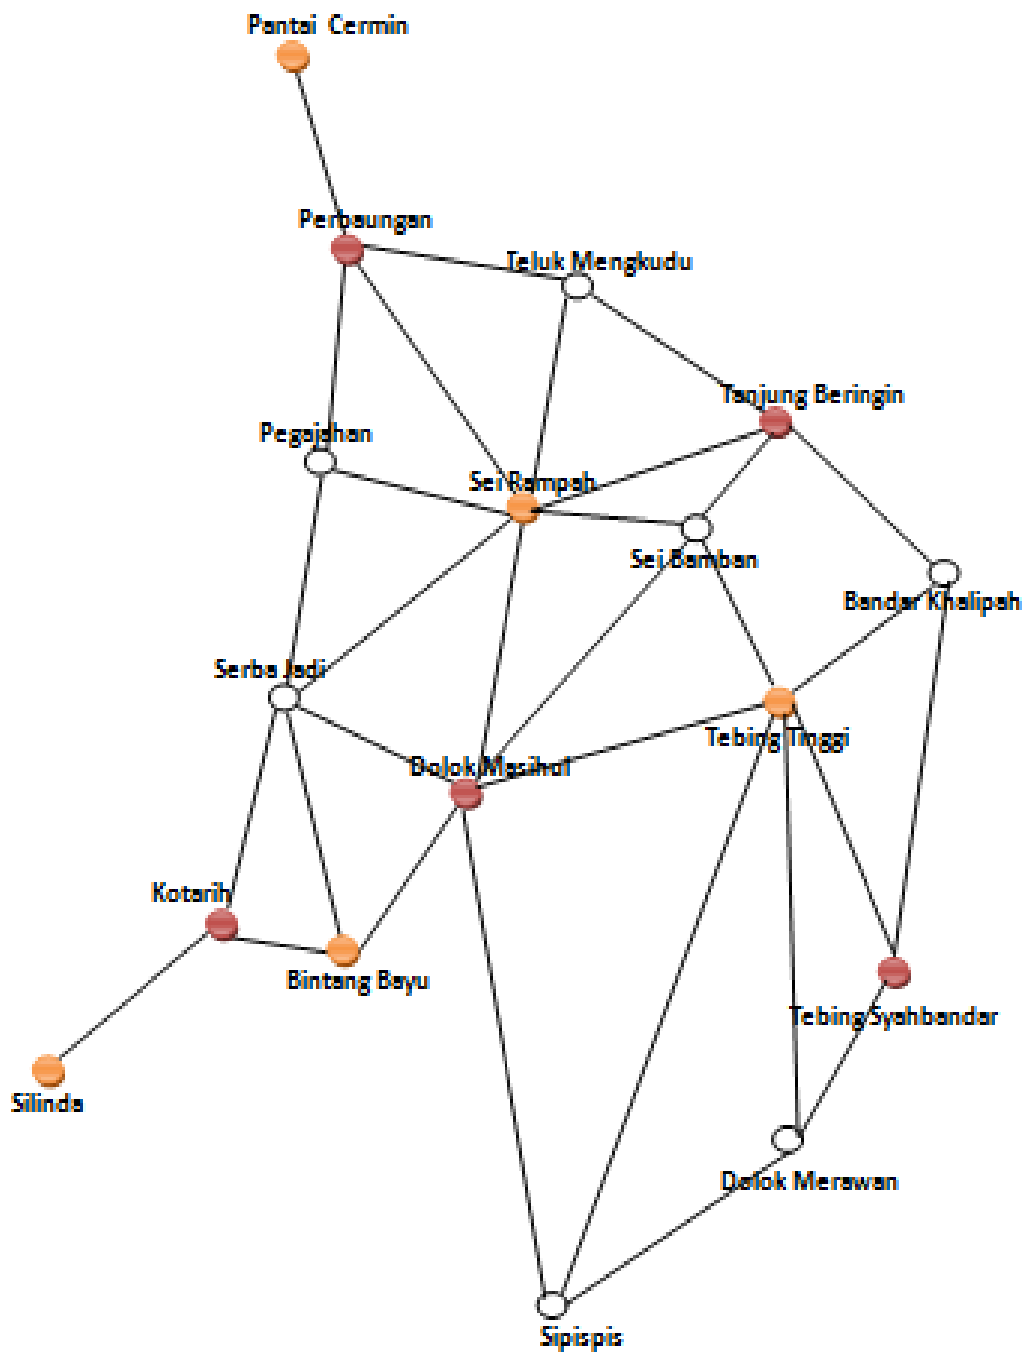 Pantai Cermin
Perbaungan
Teluk Mengkudu
Tanjung Beringin
Pegajahan
Sei Rampah
Sei Bamban
Bandar Khalipah
Serba Jadi
Tebing Tinggi
Dolok Masihul
Kotarih
Bintang Bayu
Tebing Syahbandar
Silinda
Dolok Merawan
Sipispis